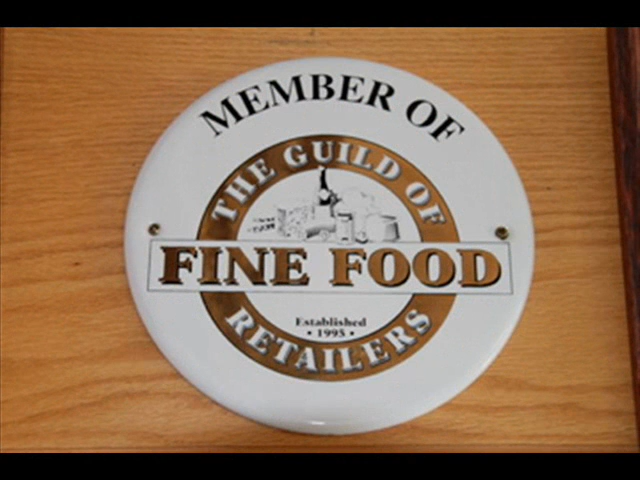 MEMBER OF
THE GUILD OF
FINE FOOD
Established
• 1995 •
RETAILERS